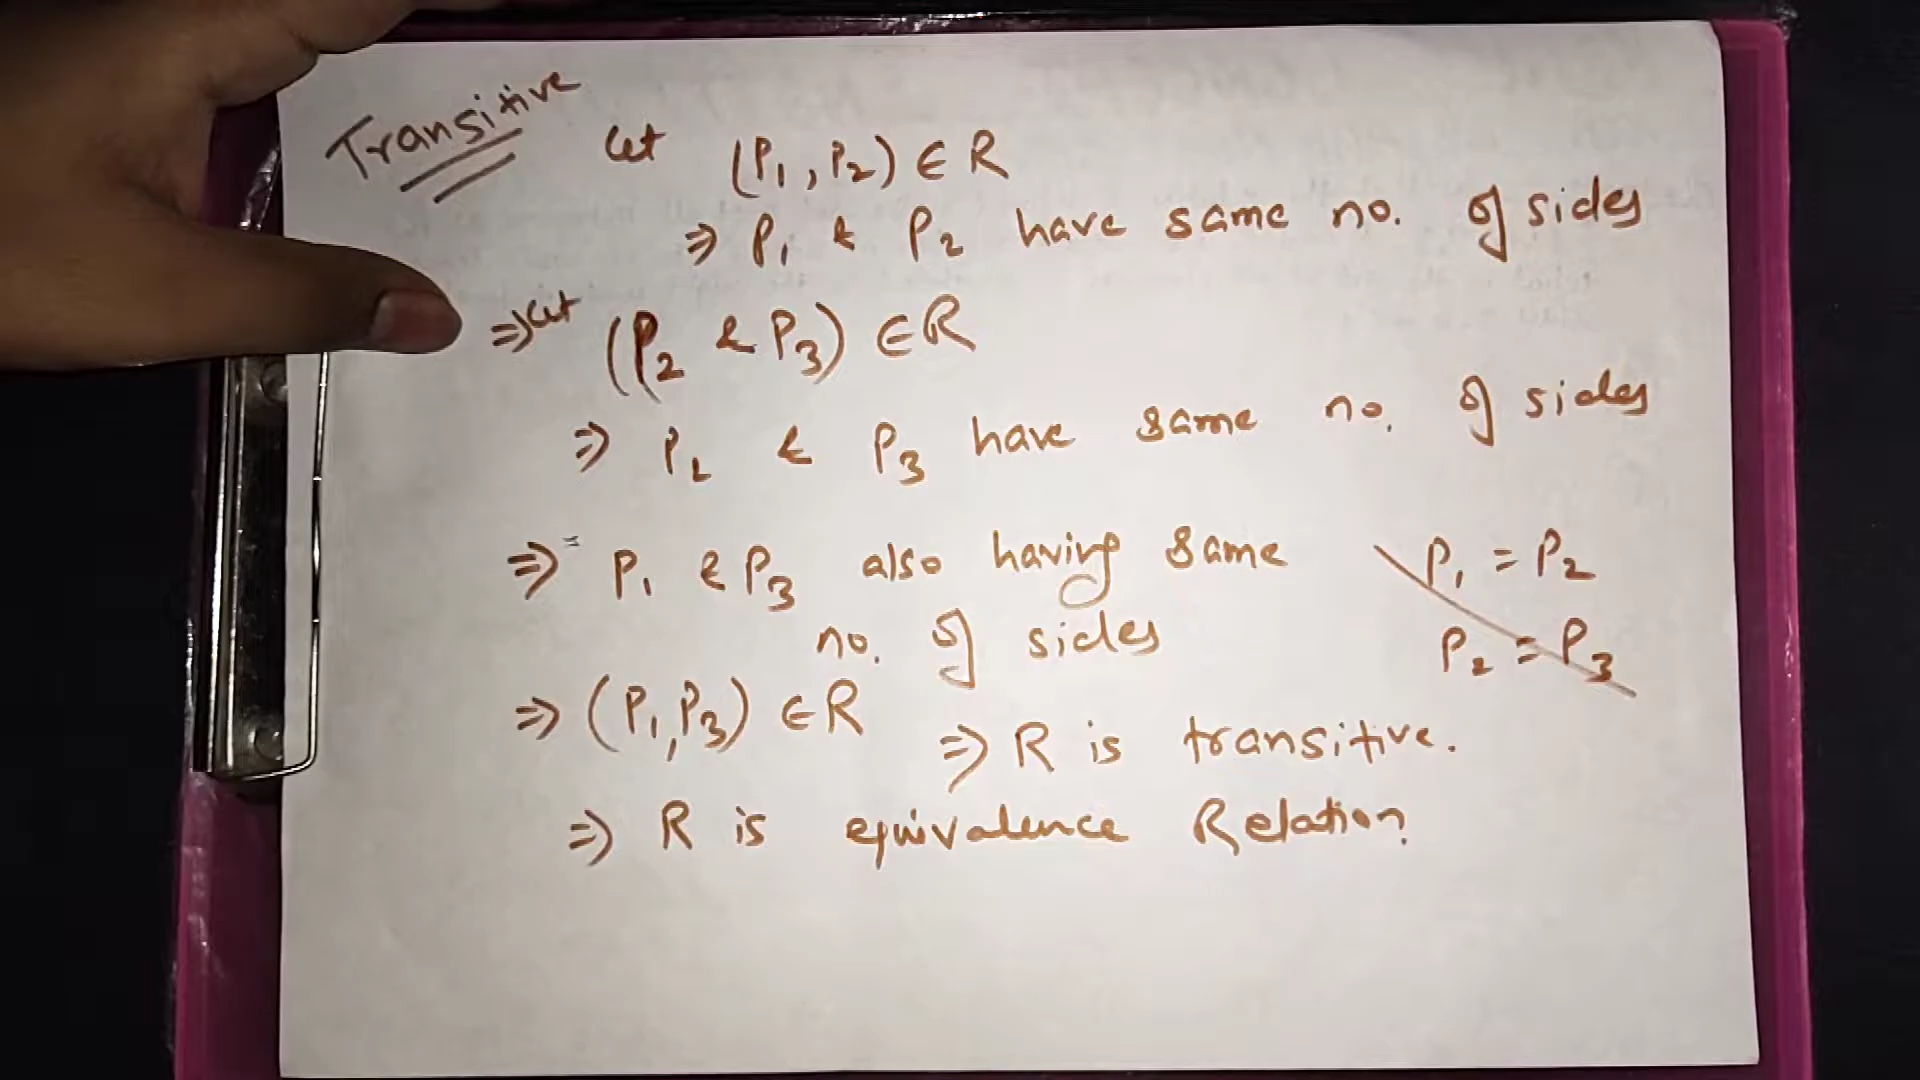 Transitive
Let (P₁, P₂) ∈ R
⇒ P₁ & P₂ have same no. of sides
⇒ Let (P₂ & P₃) ∈ R
⇒ P₂ & P₃ have same no. of sides
⇒ P₁ & P₃ also having same
no. of sides
P₁ = P₂
P₂ = P₃
⇒ (P₁, P₃) ∈ R ⇒ R is transitive.
⇒ R is equivalence Relation.